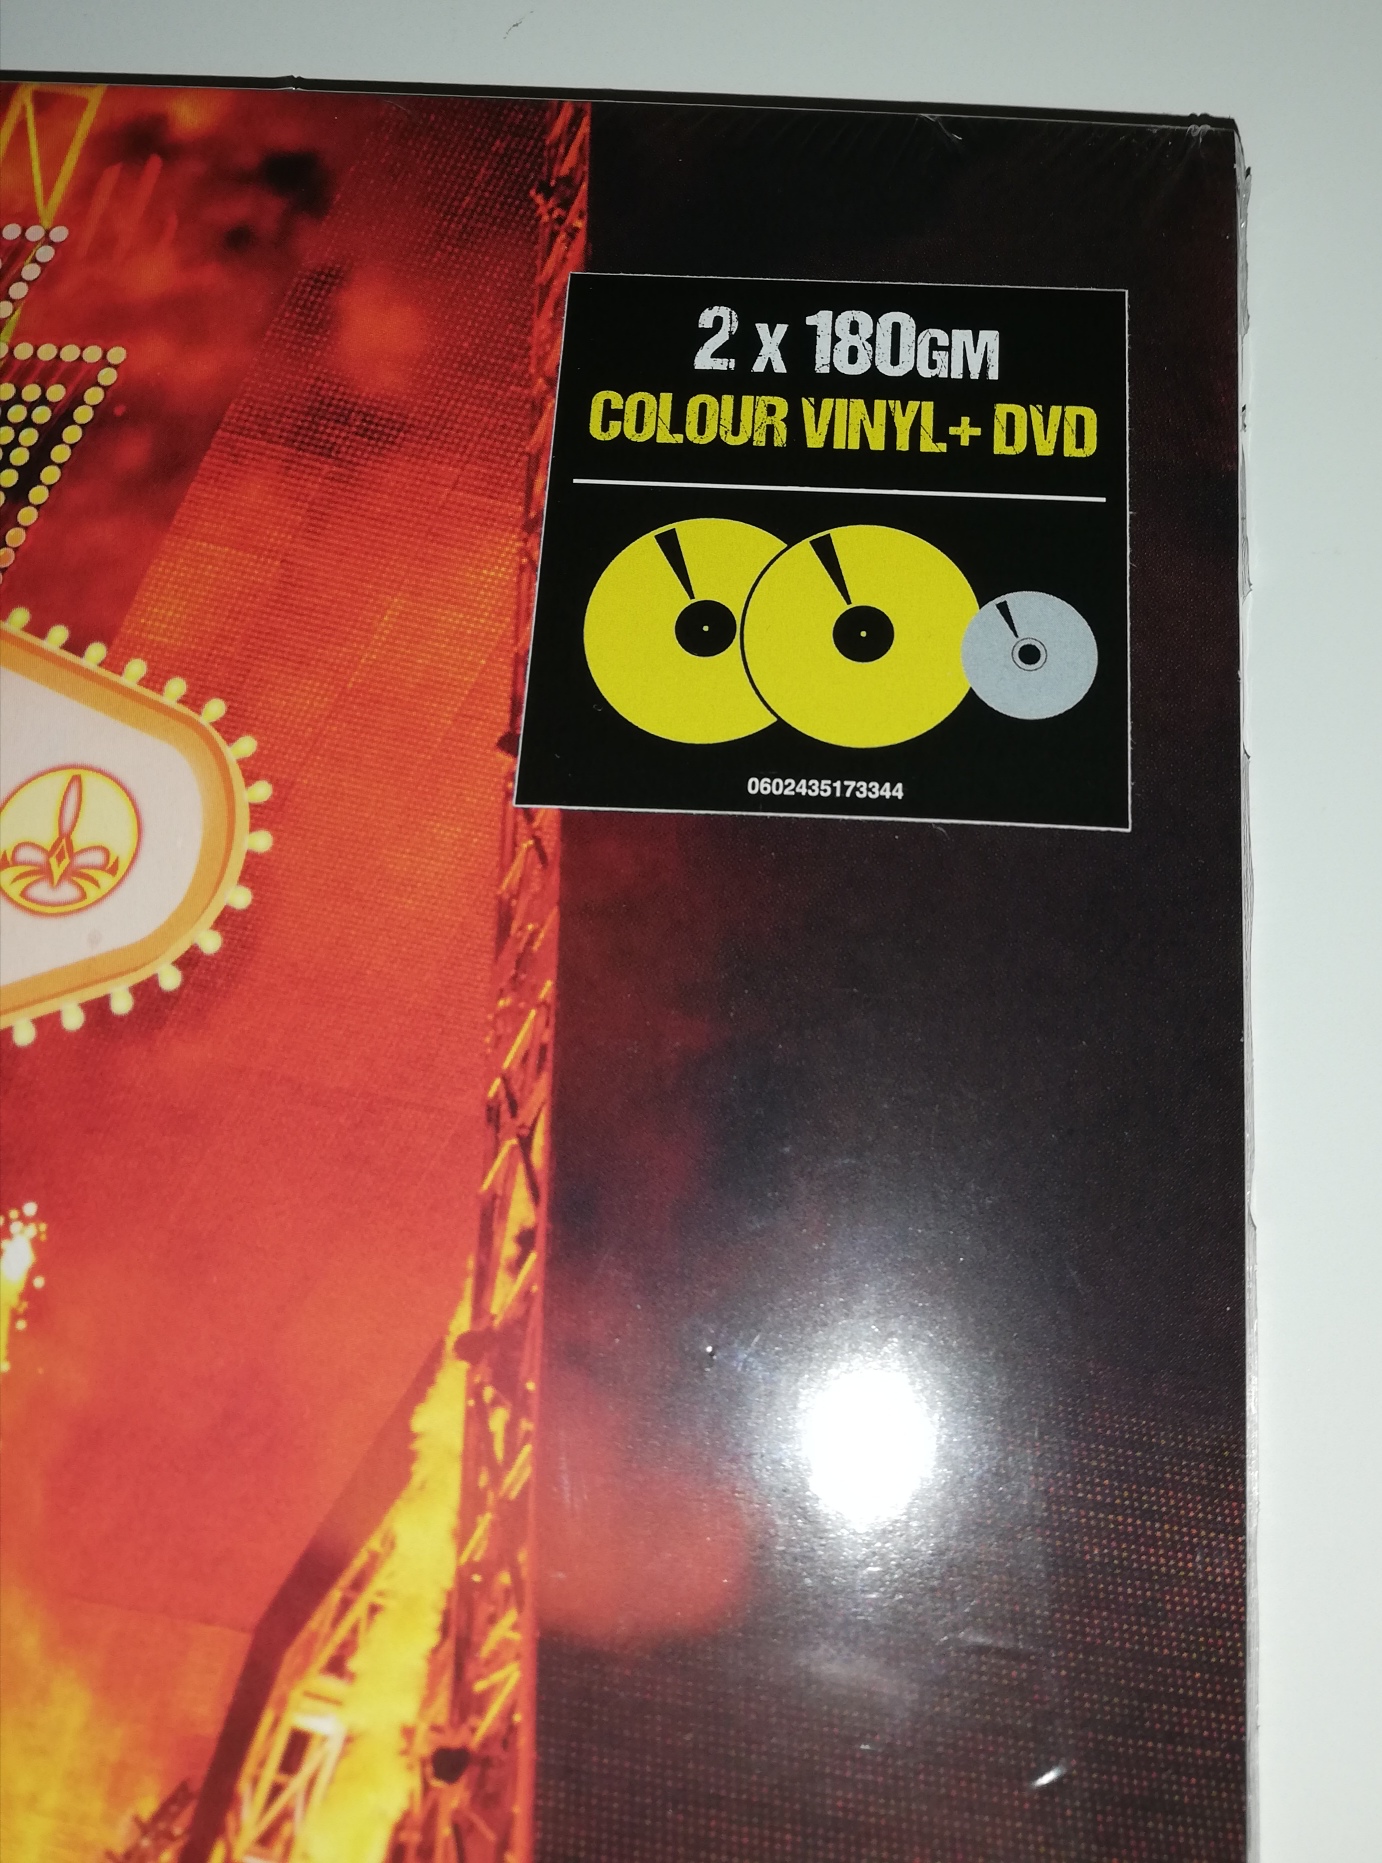 2 X 180GM
COLOUR VINYL + DVD
0602435173344